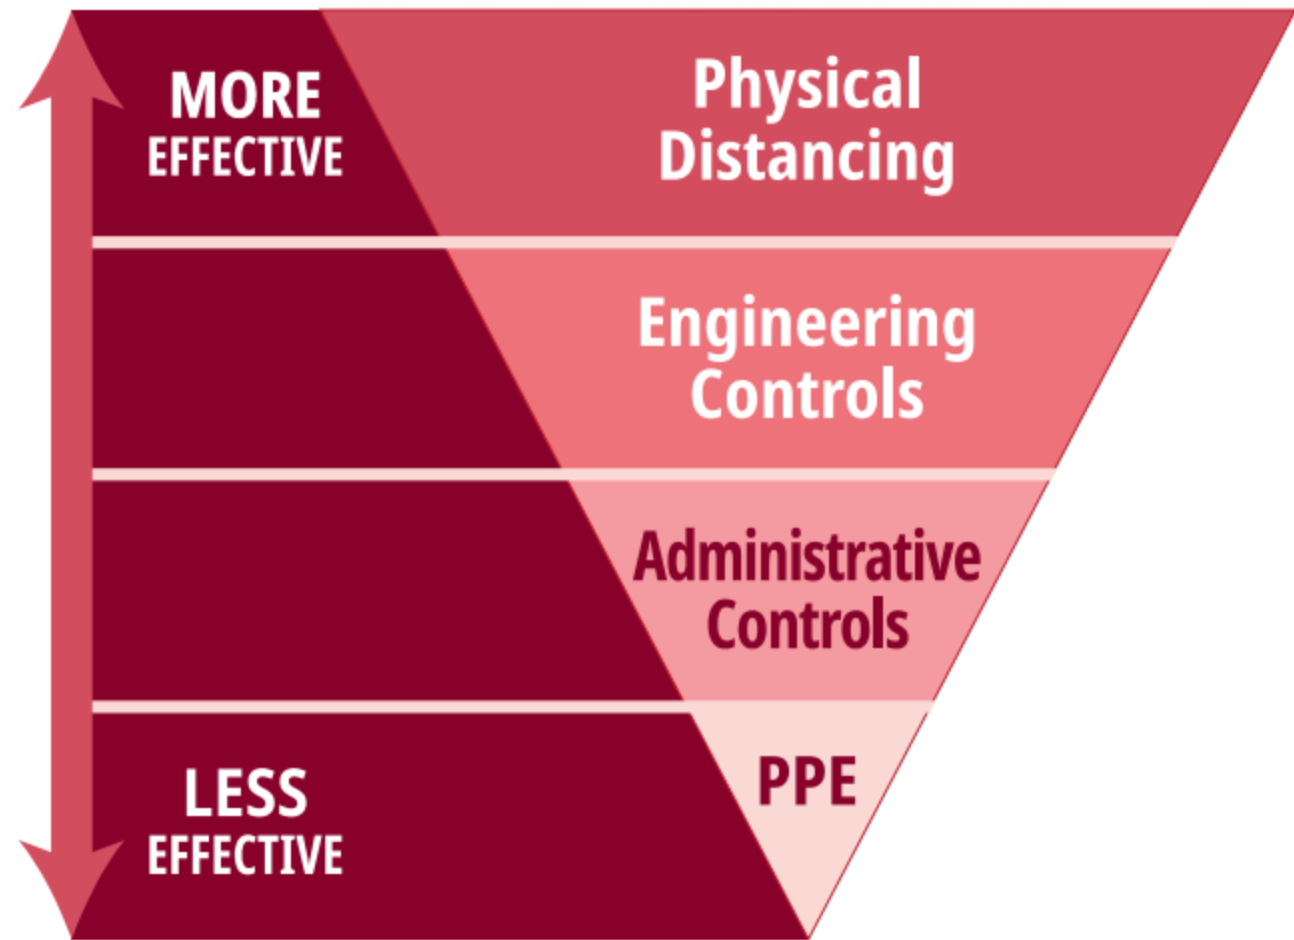 MORE
EFFECTIVE
Physical
Distancing
Engineering
Controls
Administrative
Controls
LESS
EFFECTIVE
PPE